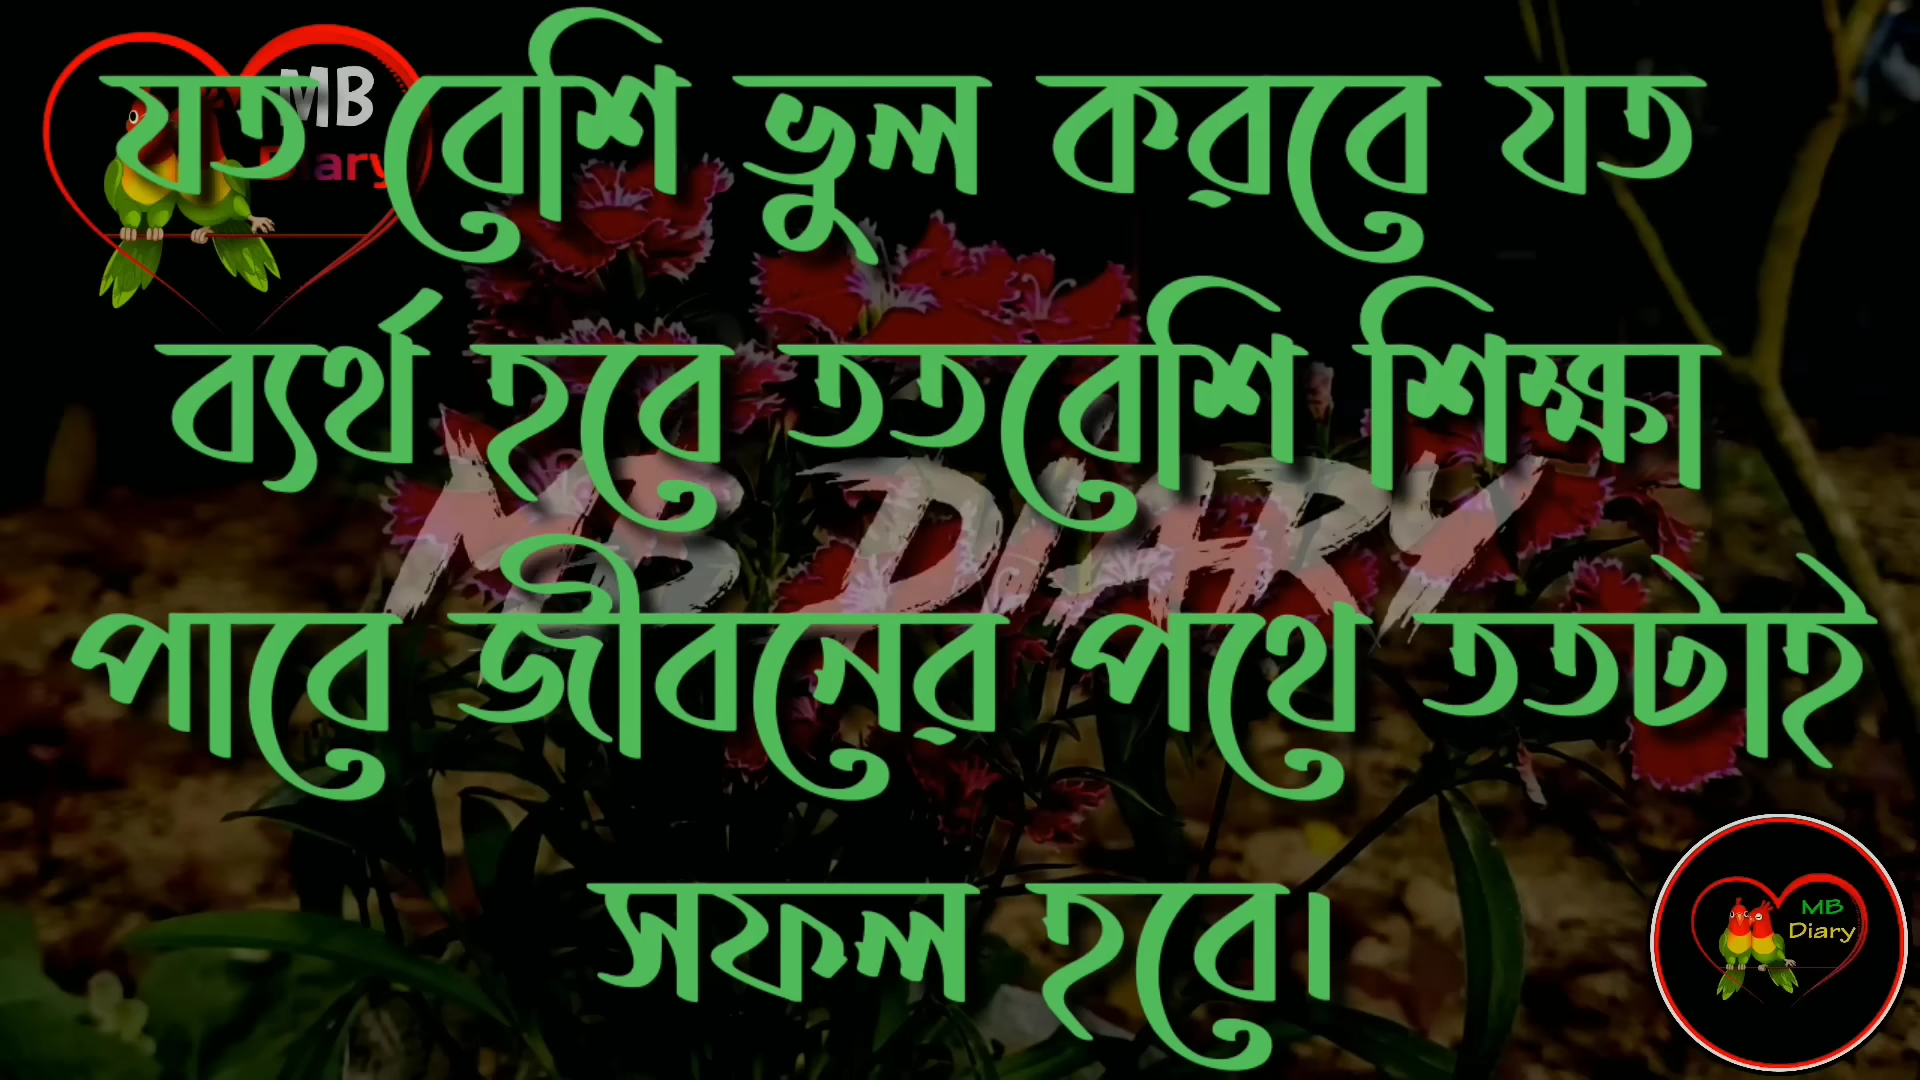 MB
Diary
যত বেশি ভুল করবে যত
ব্যর্থ হবে ততবেশি শিক্ষা
MB DIARY
পাবে জীবনের পথে ততটাই
সফল হবে।
MB
Diary